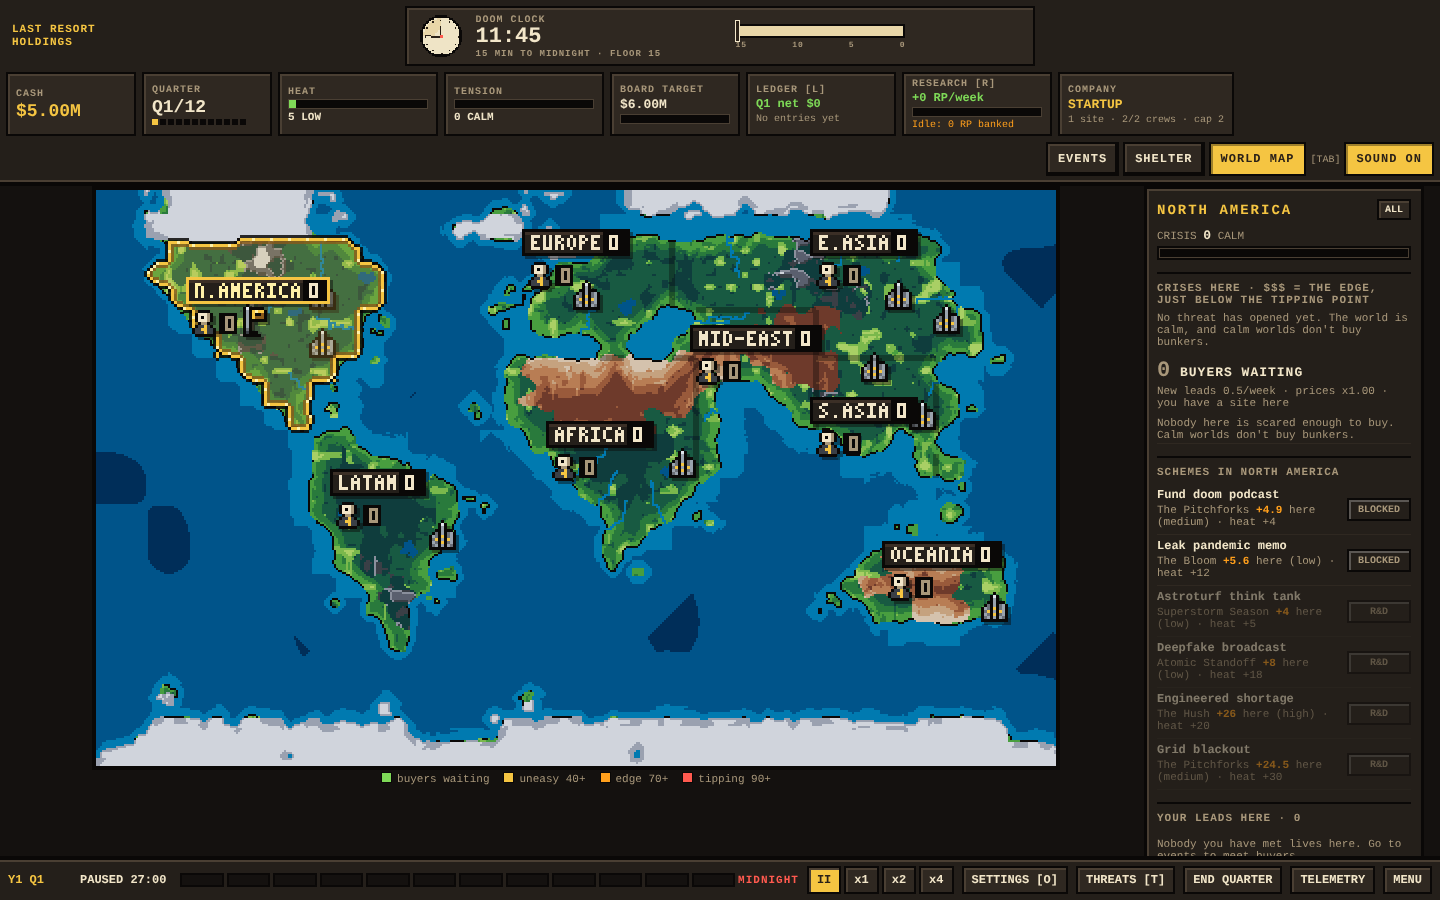 LAST RESORT
HOLDINGS
DOOM CLOCK
11:45
15 MIN TO MIDNIGHT · FLOOR 15
15 10 5 0
CASH
$5.00M
QUARTER
Q1/12
HEAT
5 LOW
TENSION
0 CALM
BOARD TARGET
$6.00M
LEDGER [L]
Q1 net $0
No entries yet
RESEARCH [R]
+0 RP/week
Idle: 0 RP banked
COMPANY
STARTUP
1 site · 2/2 crews · cap 2
EVENTS
SHELTER
WORLD MAP
[TAB]
SOUND ON
N.AMERICA 0
0
EUROPE 0
0
E.ASIA 0
0
MID-EAST 0
0
S.ASIA 0
0
AFRICA 0
0
LATAM 0
0
OCEANIA 0
0
buyers waiting uneasy 40+ edge 70+ tipping 90+
NORTH AMERICA
ALL
CRISIS 0 CALM
CRISES HERE · $$$ = THE EDGE,
JUST BELOW THE TIPPING POINT
No threat has opened yet. The world is
calm, and calm worlds don't buy
bunkers.
0 BUYERS WAITING
New leads 0.5/week · prices x1.00 ·
you have a site here
Nobody here is scared enough to buy.
Calm worlds don't buy bunkers.
SCHEMES IN NORTH AMERICA
Fund doom podcast
The Pitchforks +4.9 here
(medium) · heat +4
BLOCKED
Leak pandemic memo
The Bloom +5.6 here (low) ·
heat +12
BLOCKED
Astroturf think tank
Superstorm Season +4 here
(low) · heat +5
R&D
Deepfake broadcast
Atomic Standoff +8 here
(low) · heat +18
R&D
Engineered shortage
The Hush +26 here (high) ·
heat +20
R&D
Grid blackout
The Pitchforks +24.5 here
(medium) · heat +30
R&D
YOUR LEADS HERE · 0
Nobody you have met lives here. Go to
events to meet buyers.
Y1 Q1
PAUSED 27:00
MIDNIGHT
II
x1
x2
x4
SETTINGS [O]
THREATS [T]
END QUARTER
TELEMETRY
MENU